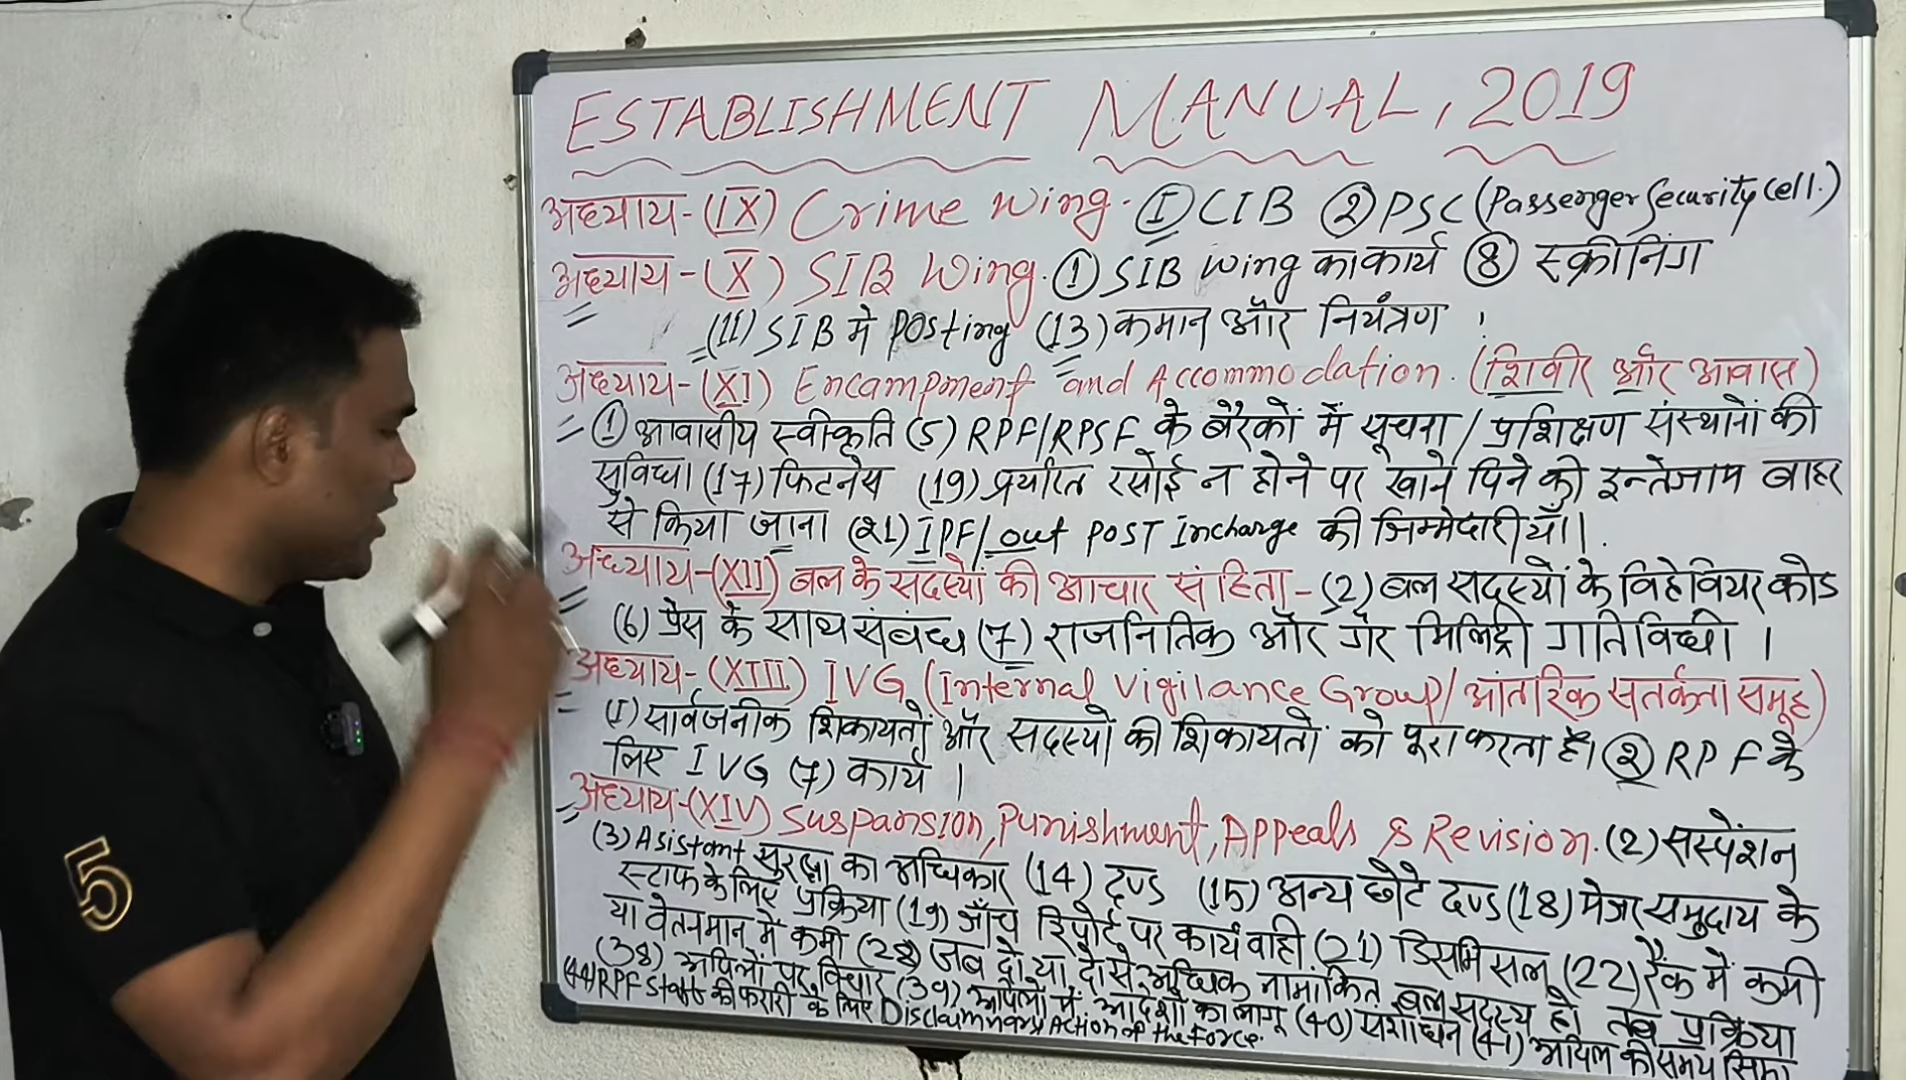 ESTABLISHMENT MANUAL, 2019
अध्याय-(IX) Crime wing. (I) CIB (2) PSC (Passenger Security Cell.)
अध्याय-(X) SIB Wing. (1) SIB Wing का कार्य (8) स्क्रीनिंग
(11) SIB मे Posting (13) कमान और नियंत्रण ।
अध्याय-(XI) Encampment and Accommodation. (शिवीर और आवास)
(1) आवासीय स्वीकृति (5) RPF/RPSF के बैरेकों में सूचना / प्रशिक्षण संस्थानों की
सुविधा (17) फिटनेस (19) प्रर्याप्त रसोई न होने पर खाने पिने की इन्तेजाम बाहर
से किया जाना (21) IPF/out POST Incharge की जिम्मेदारीयाँ।
अध्याय-(XII) बल के सदस्यों की आचार संहिता - (2) बल सदस्यों के विहेवियर कोड
(6) प्रेस के साथ संबंध (7) राजनितिक और गैर मिलिट्री गतिविधी ।
अध्याय-(XIII) IVG (Internal Vigilance Group/आंतरिक सतर्कता समूह)
(I) सार्वजनीक शिकायतों और सदस्यों की शिकायतों को पूरा करता है। (2) RPF के
लिए IVG (7) कार्य ।
अध्याय-(XIV) Suspansion, Punishment, Appeals & Revision. (2) सस्पेंशन
(3) Asistant सुरक्षा का अधिकार (14) दण्ड (15) अन्य छोटे दण्ड (18) मेजर समुदाय के
स्टाफ के लिए प्रक्रिया (19) जाँच रिपोर्ट पर कार्यवाही (21) डिसमिसल (22) रैंक में कमी
या वेतनमान में कमी (28) जब दो या दो से अधिक नामांकित बल सदस्य हो तब प्रक्रिया
(38) अपिलों पर विचार (39) अपिलों में आदेशों का लागू (40) संशोधन (41) अपिल की समय सिमा
(44) RPF Staff की फरारी के लिए Disclaimnary Action of the Force.
5